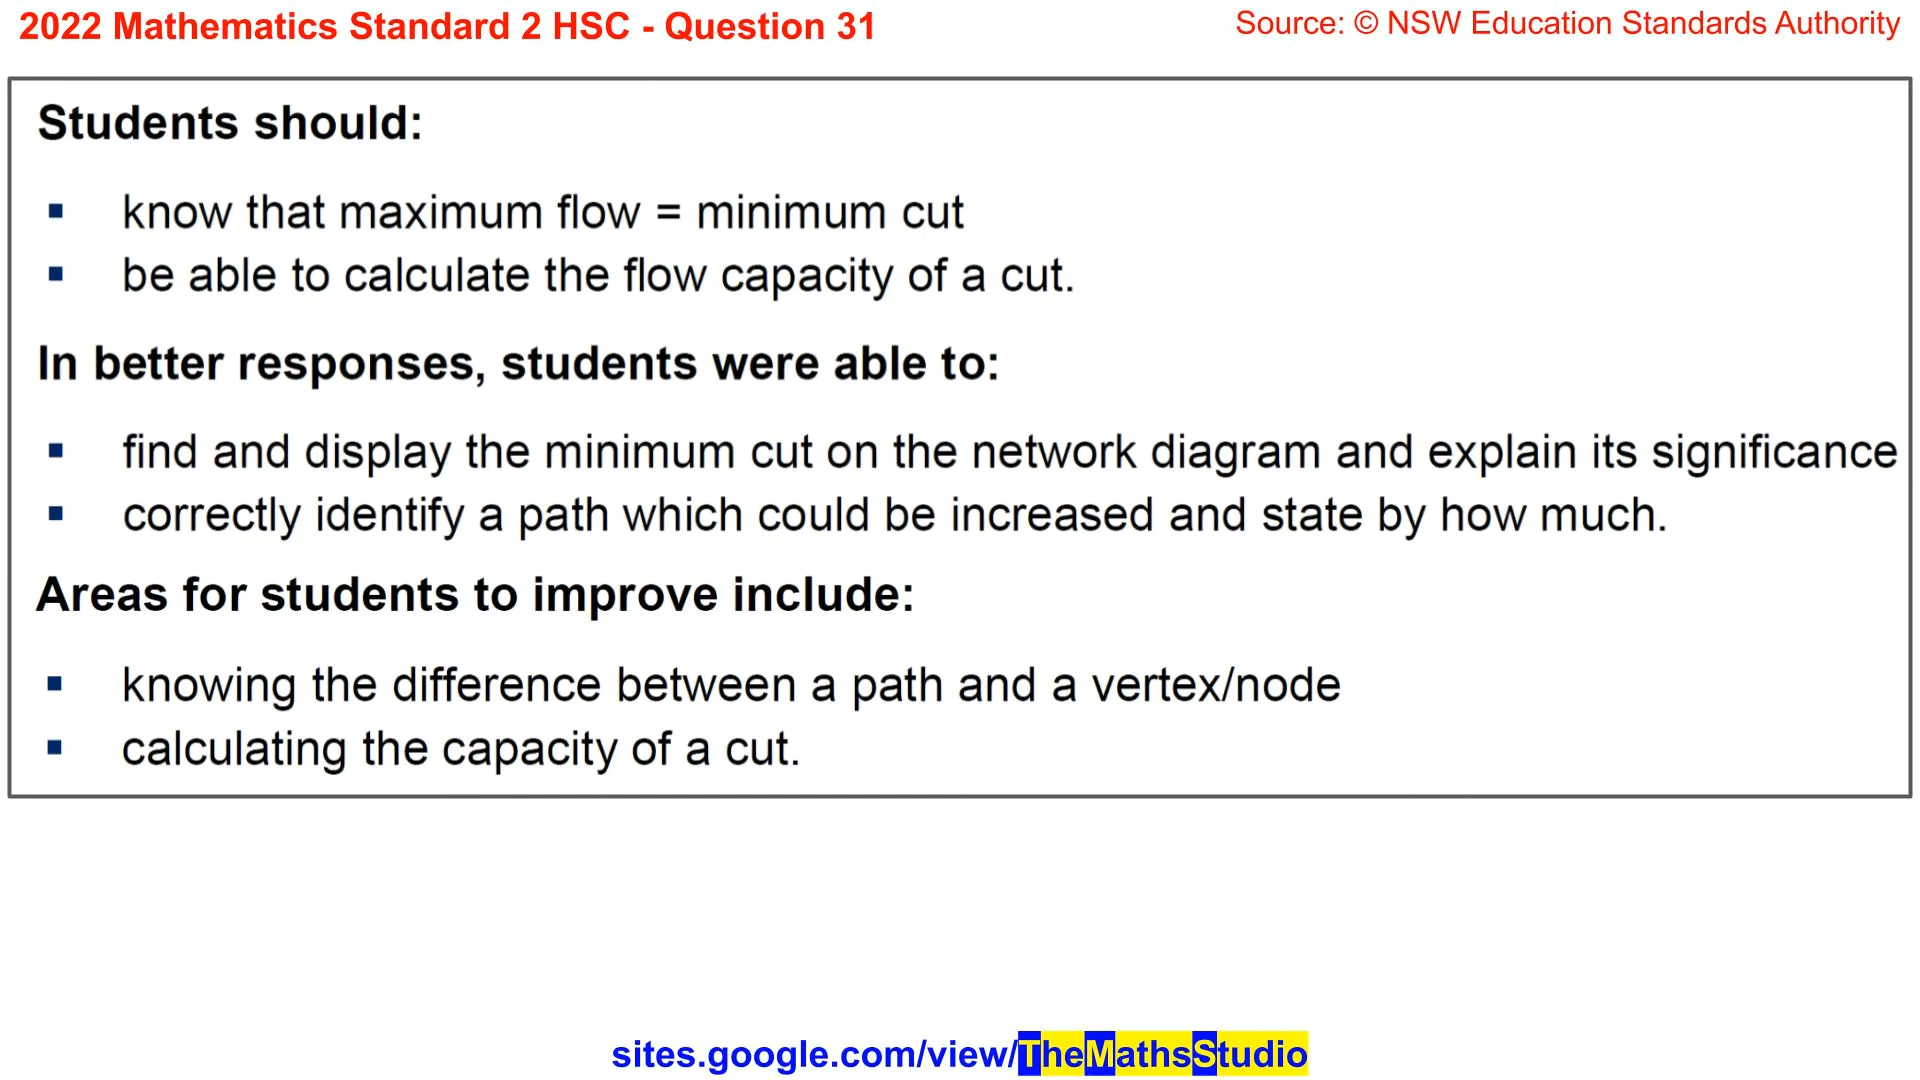 2022 Mathematics Standard 2 HSC - Question 31
Source: © NSW Education Standards Authority
Students should:
▪ know that maximum flow = minimum cut
▪ be able to calculate the flow capacity of a cut.
In better responses, students were able to:
▪ find and display the minimum cut on the network diagram and explain its significance
▪ correctly identify a path which could be increased and state by how much.
Areas for students to improve include:
▪ knowing the difference between a path and a vertex/node
▪ calculating the capacity of a cut.
sites.google.com/view/TheMathsStudio